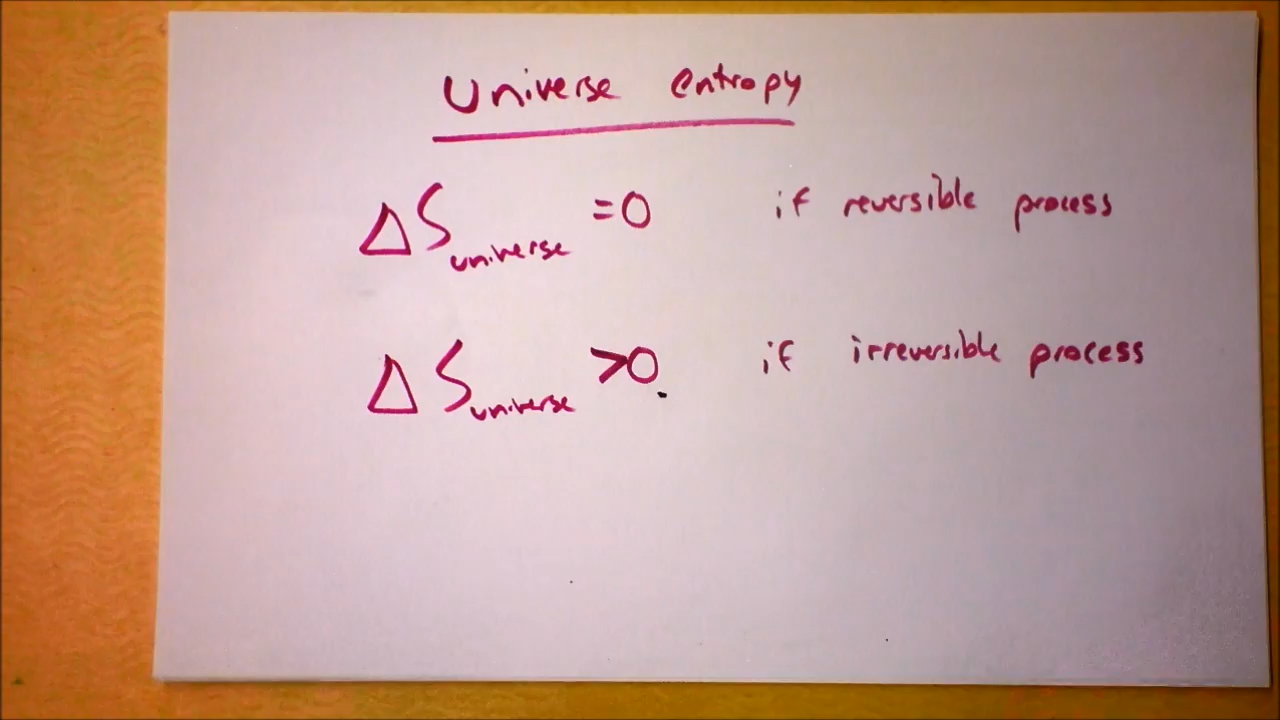 Universe entropy
ΔS universe =0 if reversible process
ΔS universe >0 if irreversible process